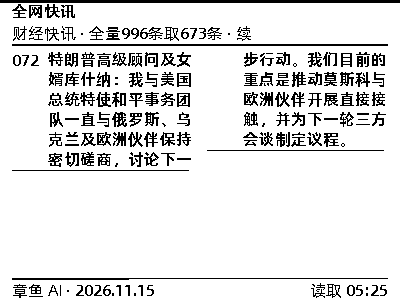 全网快讯
财经快讯 · 全量996条取673条 · 续
072 特朗普高级顾问及女
婿库什纳：我与美国
总统特使和平事务团
队一直与俄罗斯、乌
克兰及欧洲伙伴保持
密切磋商，讨论下一
步行动。我们目前的
重点是推动莫斯科与
欧洲伙伴开展直接接
触，并为下一轮三方
会谈制定议程。
章鱼 AI · 2026.11.15
读取 05:25